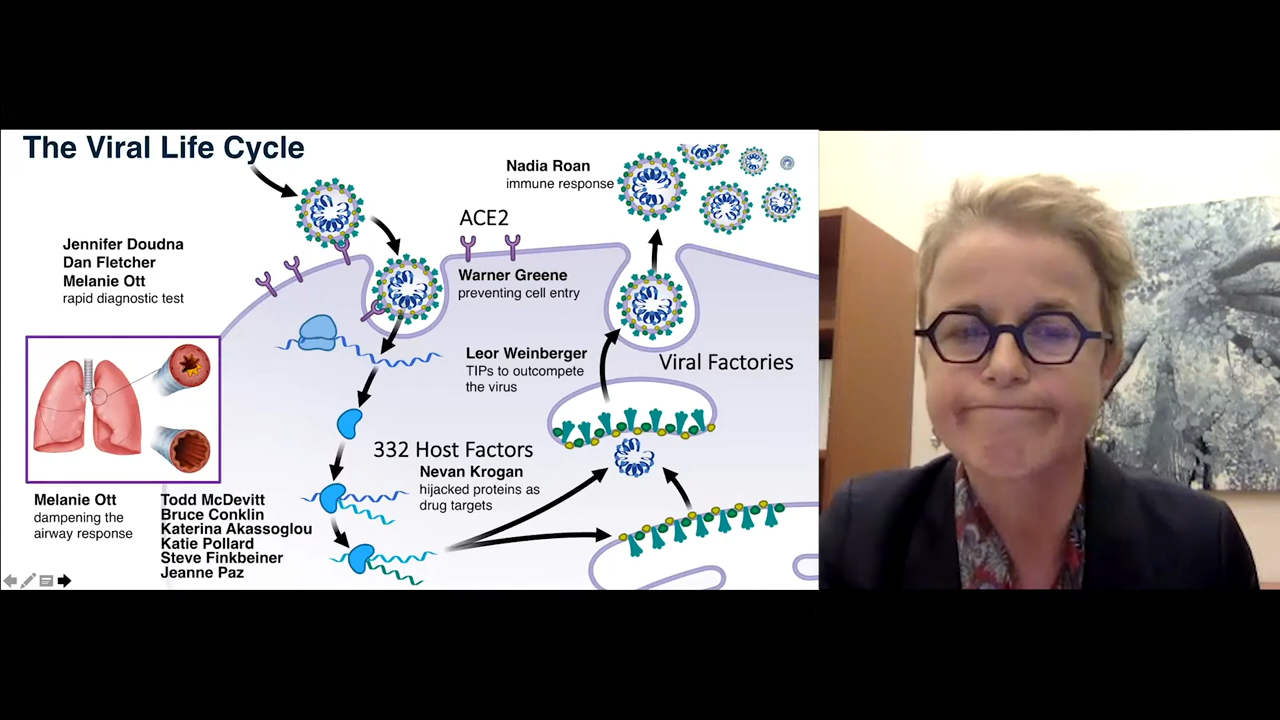 The Viral Life Cycle
Nadia Roan
immune response
ACE2
Jennifer Doudna
Dan Fletcher
Melanie Ott
rapid diagnostic test
Warner Greene
preventing cell entry
Leor Weinberger
TIPs to outcompete
the virus
Viral Factories
332 Host Factors
Nevan Krogan
hijacked proteins as
drug targets
Melanie Ott
dampening the
airway response
Todd McDevitt
Bruce Conklin
Katerina Akassoglou
Katie Pollard
Steve Finkbeiner
Jeanne Paz